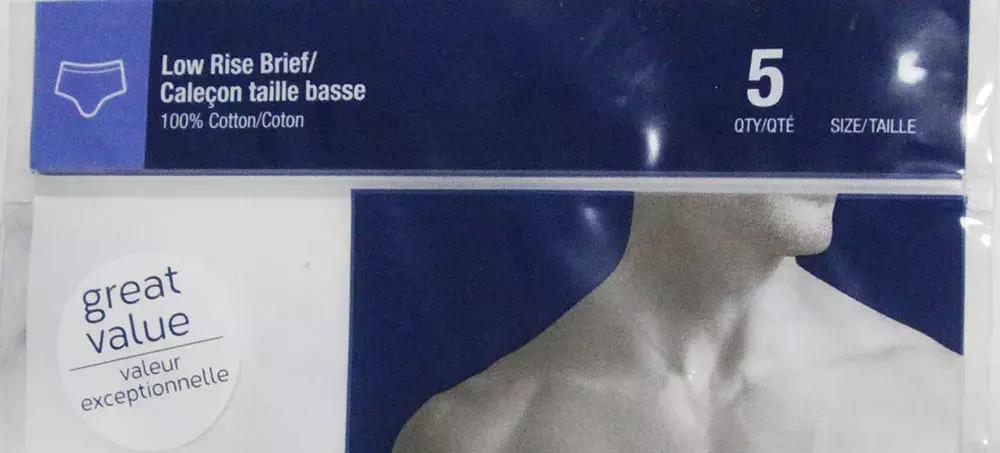 Low Rise Brief/
Caleçon taille basse
100% Cotton/Coton
5
QTY/QTÉ
SIZE/TAILLE
great
value
valeur
exceptionnelle